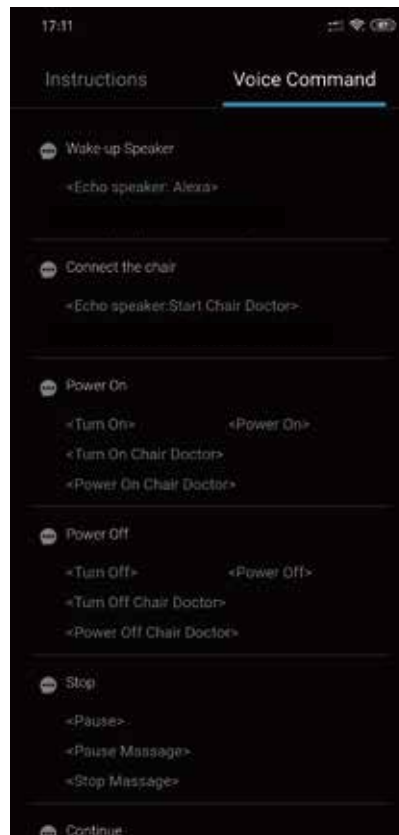 17:11
87
Instructions Voice Command
Wake-up Speaker
<Echo speaker: Alexa>
Connect the chair
<Echo speaker:Start Chair Doctor>
Power On
<Turn On> <Power On>
<Turn On Chair Doctor>
<Power On Chair Doctor>
Power Off
<Turn Off> <Power Off>
<Turn Off Chair Doctor>
<Power Off Chair Doctor>
Stop
<Pause>
<Pause Massage>
<Stop Massage>
Continue